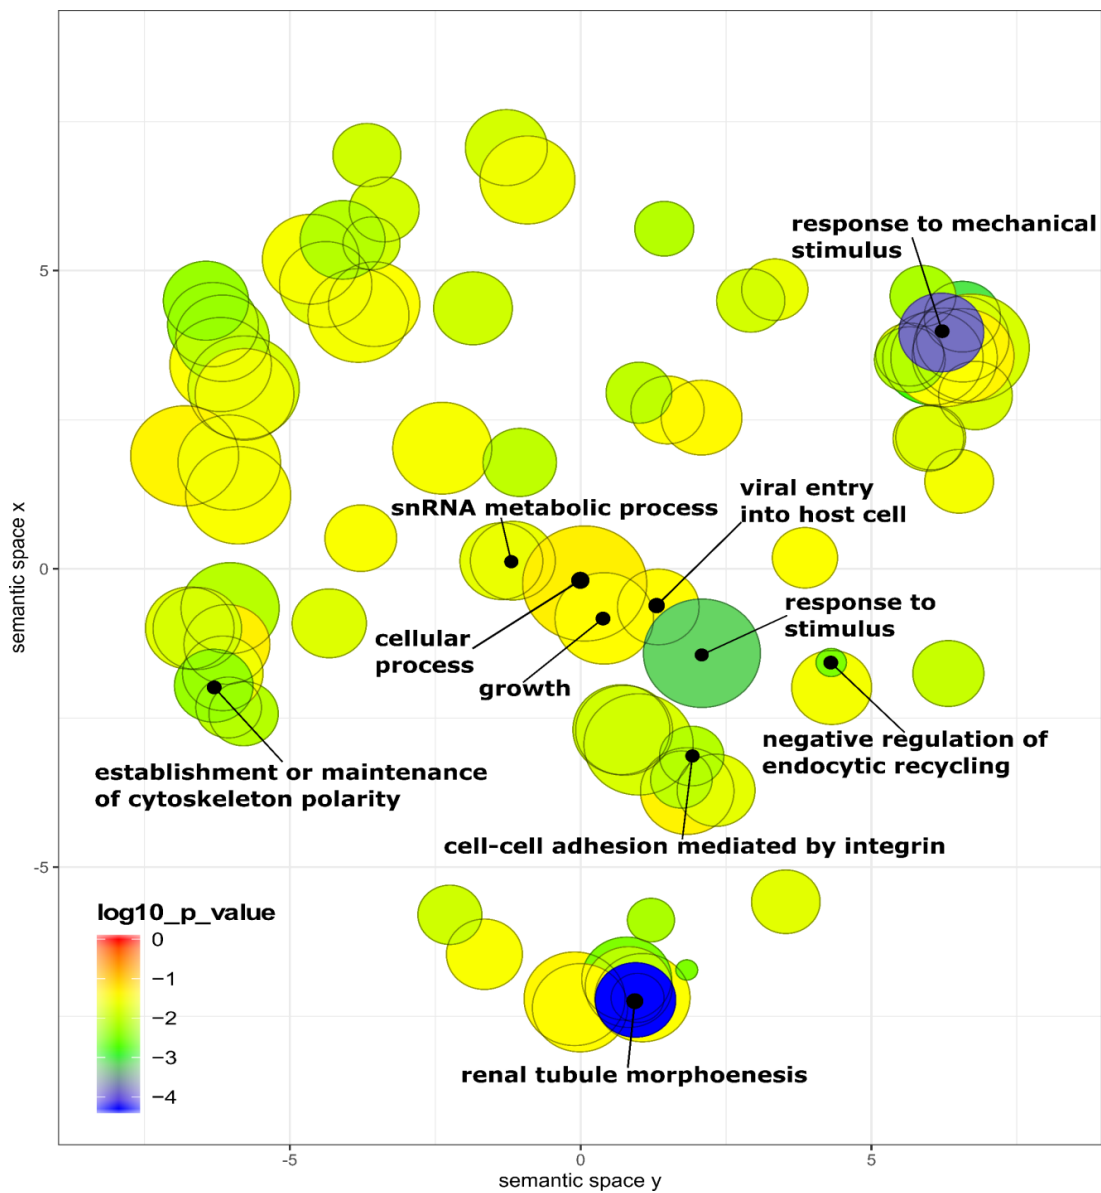 response to mechanical
stimulus
5
viral entry
into host cell
snRNA metabolic process
semantic space x
0
response to
stimulus
cellular
process
growth
negative regulation of
endocytic recycling
establishment or maintenance
of cytoskeleton polarity
cell-cell adhesion mediated by integrin
-5
log10_p_value
0
−1
−2
−3
−4
renal tubule morphoenesis
-5
0
5
semantic space y